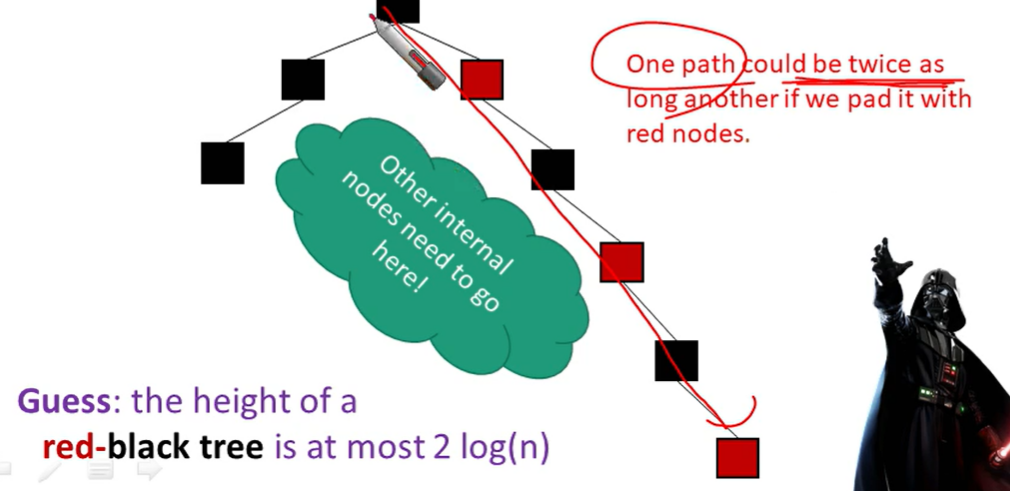 One path could be twice as
long another if we pad it with
red nodes.
Other internal
nodes need to go
here!
Guess: the height of a
red-black tree is at most 2 log(n)